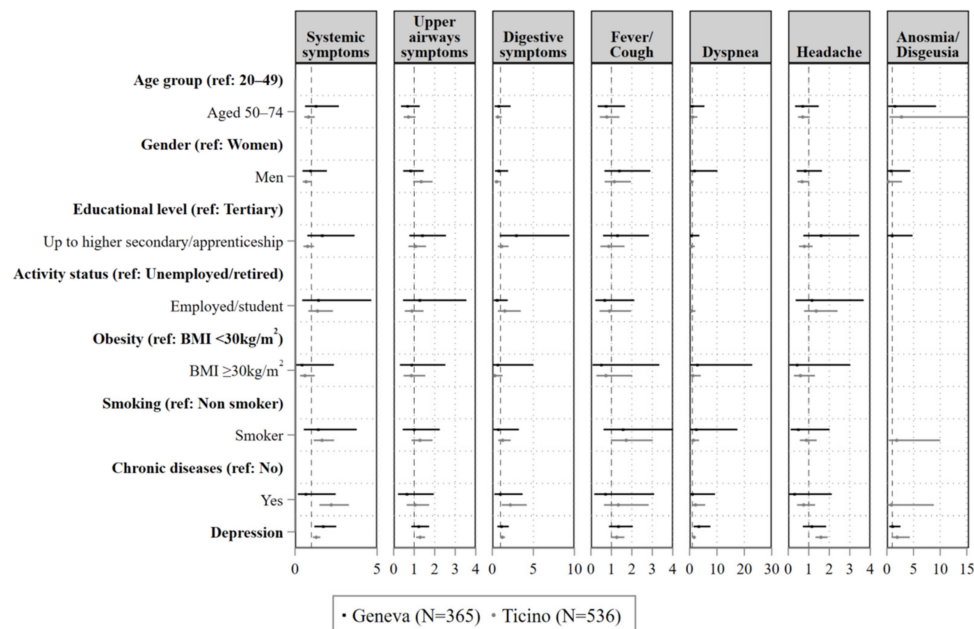 Systemic symptoms
Upper airways symptoms
Digestive symptoms
Fever/ Cough
Dyspnea
Headache
Anosmia/ Disgeusia
Age group (ref: 20–49)
Aged 50–74
Gender (ref: Women)
Men
Educational level (ref: Tertiary)
Up to higher secondary/apprenticeship
Activity status (ref: Unemployed/retired)
Employed/student
Obesity (ref: BMI <30kg/m²)
BMI ≥30kg/m²
Smoking (ref: Non smoker)
Smoker
Chronic diseases (ref: No)
Yes
Depression
5 0 1 2 3 4 0 5 10 0 1 2 3 4 0 10 20 30 0 1 2 3 4 0 5 10 15
Geneva (N=365) Ticino (N=536)